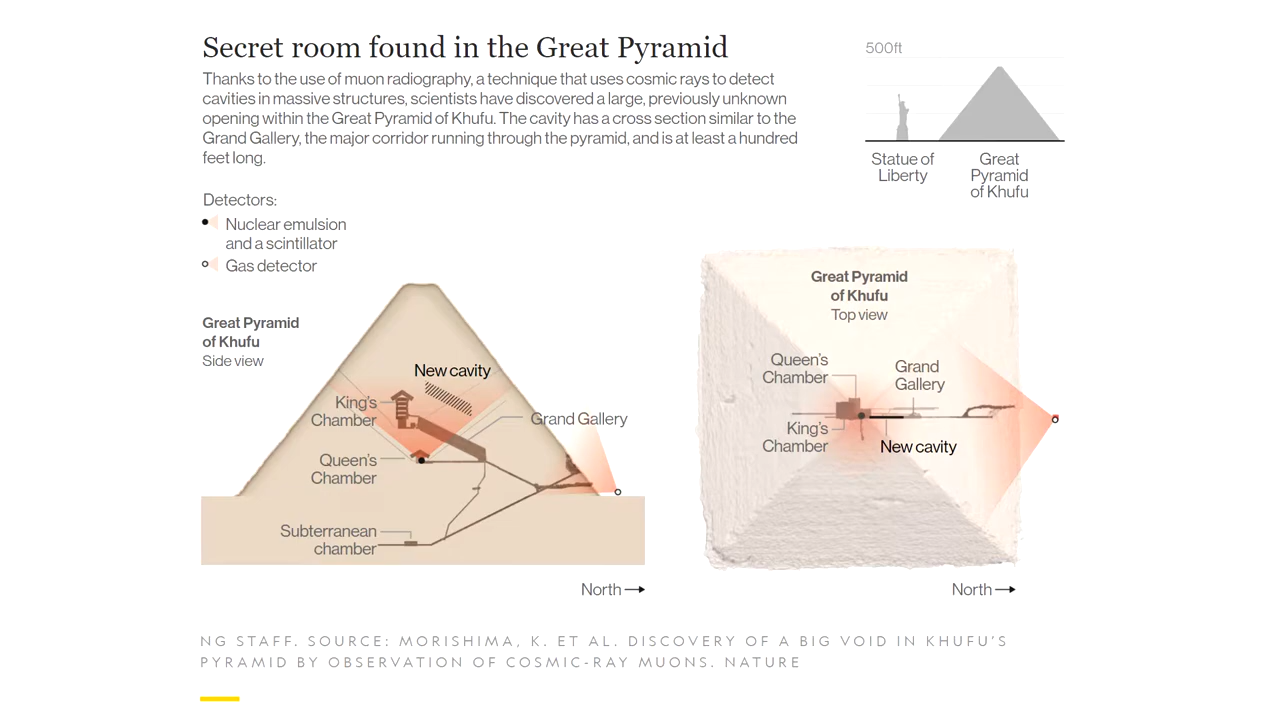 Secret room found in the Great Pyramid
Thanks to the use of muon radiography, a technique that uses cosmic rays to detect
cavities in massive structures, scientists have discovered a large, previously unknown
opening within the Great Pyramid of Khufu. The cavity has a cross section similar to the
Grand Gallery, the major corridor running through the pyramid, and is at least a hundred
feet long.
500ft
Statue of
Liberty
Great
Pyramid
of Khufu
Detectors:
Nuclear emulsion
and a scintillator
Gas detector
Great Pyramid
of Khufu
Side view
New cavity
King's
Chamber
Grand Gallery
Queen's
Chamber
Subterranean
chamber
North
Great Pyramid
of Khufu
Top view
Queen's
Chamber
Grand
Gallery
King's
Chamber
New cavity
North
NG STAFF. SOURCE: MORISHIMA, K. ET AL. DISCOVERY OF A BIG VOID IN KHUFU'S
PYRAMID BY OBSERVATION OF COSMIC-RAY MUONS. NATURE